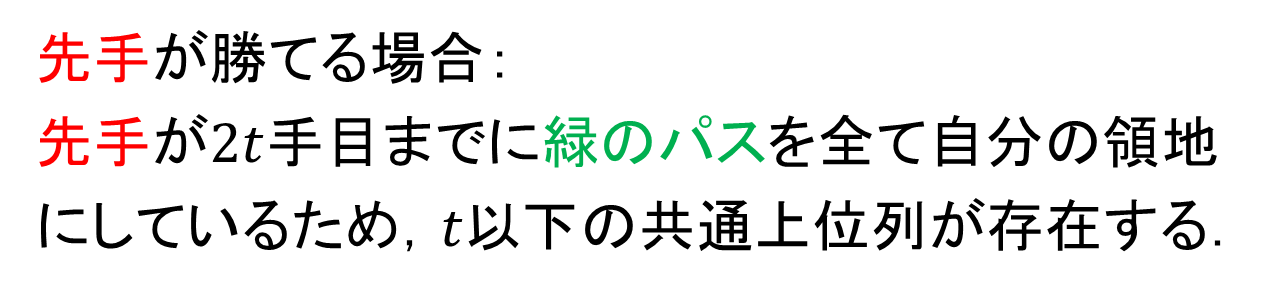 先手が勝てる場合：
先手が2t手目までに緑のパスを全て自分の領地
にしているため，t以下の共通上位列が存在する．